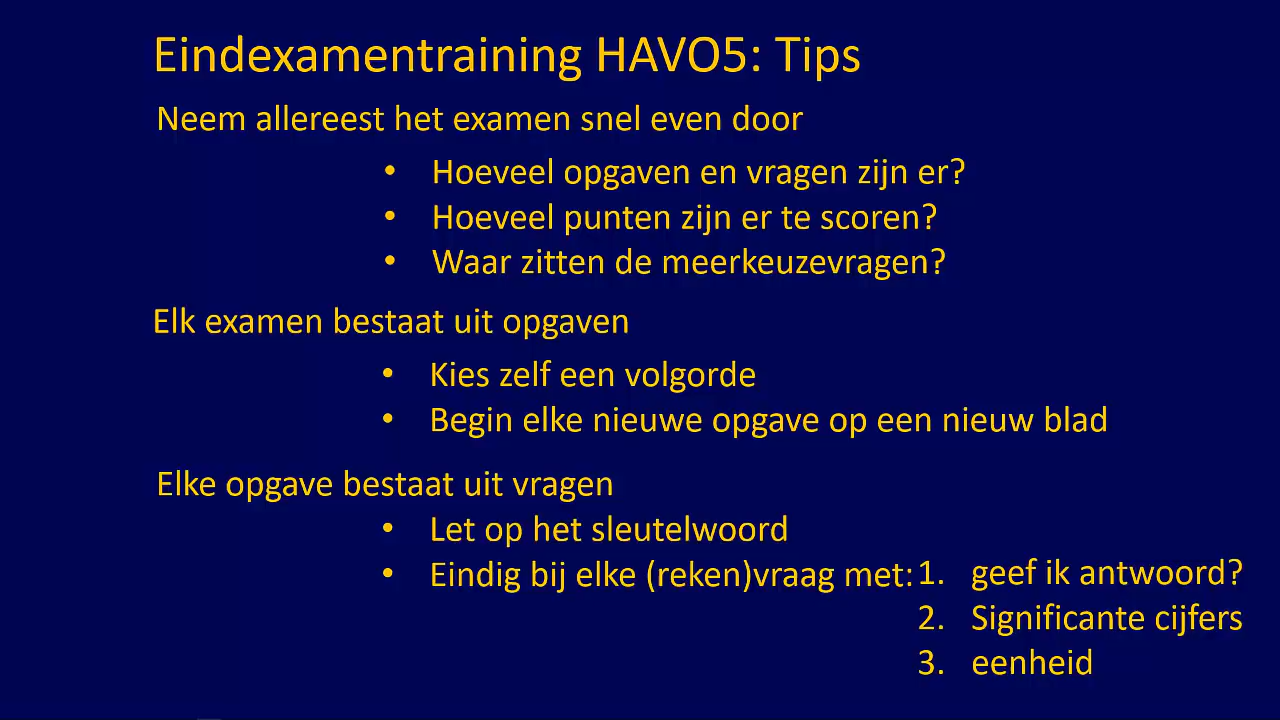 Eindexamentraining HAVO5: Tips
Neem allereest het examen snel even door
• Hoeveel opgaven en vragen zijn er?
• Hoeveel punten zijn er te scoren?
• Waar zitten de meerkeuzevragen?
Elk examen bestaat uit opgaven
• Kies zelf een volgorde
• Begin elke nieuwe opgave op een nieuw blad
Elke opgave bestaat uit vragen
• Let op het sleutelwoord
• Eindig bij elke (reken)vraag met: 1. geef ik antwoord?
2. Significante cijfers
3. eenheid